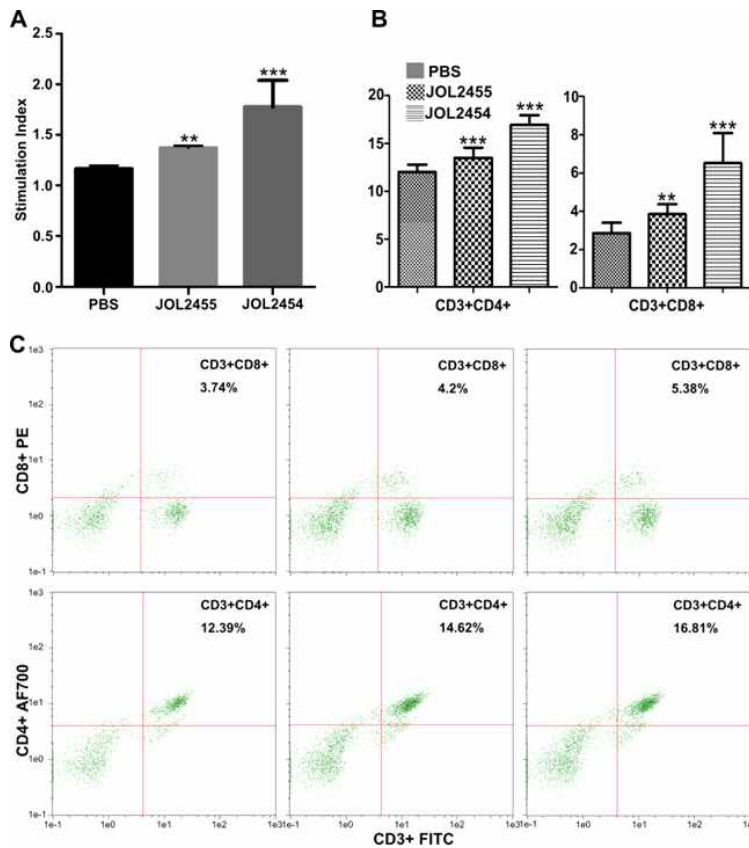 A
Stimulation Index
2.5
2.0
1.5
1.0
0.5
0.0
**
***
PBS JOL2455 JOL2454
B
PBS
JOL2455
JOL2454
20
15
10
5
0
***
***
CD3+CD4+
10
8
6
4
2
0
**
***
CD3+CD8+
C
CD8+ PE
1e3
1e2
1e1
1e0
1e-1
CD3+CD8+
3.74%
CD3+CD8+
4.2%
CD3+CD8+
5.38%
CD4+ AF700
1e3
1e2
1e1
1e0
1e-1
CD3+CD4+
12.39%
CD3+CD4+
14.62%
CD3+CD4+
16.81%
1e-1 1e0 1e1 1e2 1e31e-1 1e0 1e1 1e2 1e31e-1 1e0 1e1 1e2 1e3
CD3+ FITC